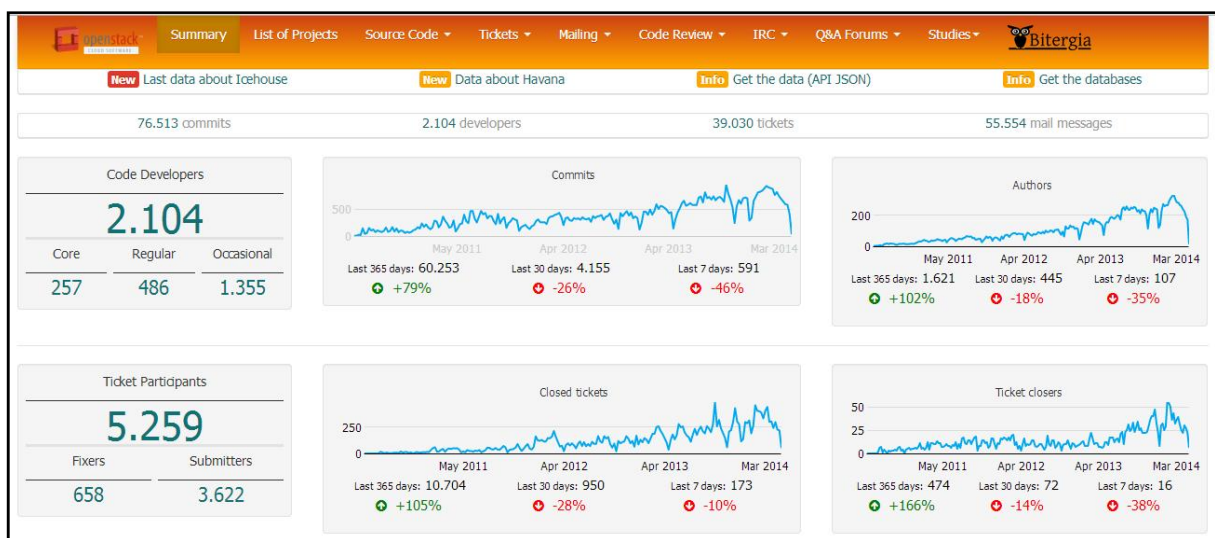 openstack
CLOUD SOFTWARE
Summary List of Projects Source Code Tickets Mailing Code Review IRC Q&A Forums Studies Bitergia
New Last data about Icehouse New Data about Havana Info Get the data (API JSON) Info Get the databases
76.513 commits 2.104 developers 39.030 tickets 55.554 mail messages
Code Developers
2.104
Core Regular Occasional
257 486 1.355
Commits
500
0
May 2011 Apr 2012 Apr 2013 Mar 2014
Last 365 days: 60.253 Last 30 days: 4.155 Last 7 days: 591
+79% -26% -46%
Authors
200
0
May 2011 Apr 2012 Apr 2013 Mar 2014
Last 365 days: 1.621 Last 30 days: 445 Last 7 days: 107
+102% -18% -35%
Ticket Participants
5.259
Fixers Submitters
658 3.622
Closed tickets
250
0
May 2011 Apr 2012 Apr 2013 Mar 2014
Last 365 days: 10.704 Last 30 days: 950 Last 7 days: 173
+105% -28% -10%
Ticket closers
50
25
0
May 2011 Apr 2012 Apr 2013 Mar 2014
Last 365 days: 474 Last 30 days: 72 Last 7 days: 16
+166% -14% -38%